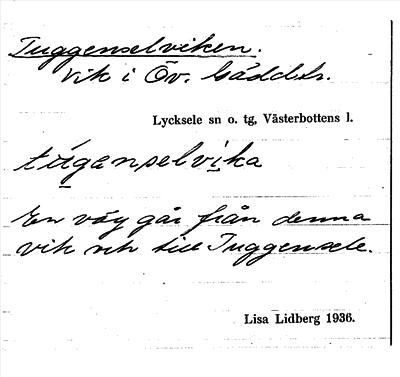 Tuggenselviken.
Vik i Öv. Gäddtr.
Lycksele sn o. tg, Västerbottens l.
túganselvika
En väg går från denna
vik och till Tuggensele.
Lisa Lidberg 1936.